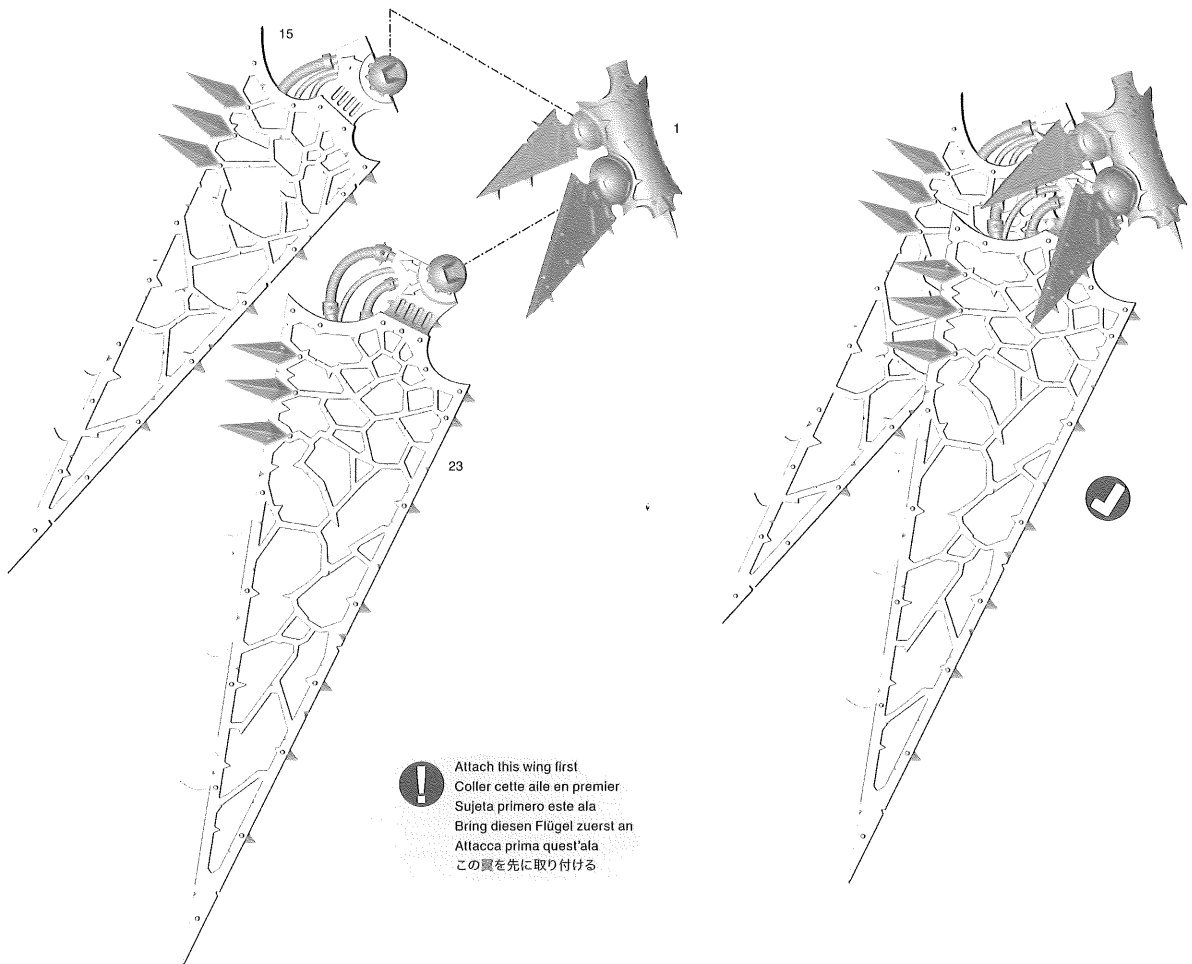 15
1
23
Attach this wing first
Coller cette aile en premier
Sujeta primero este ala
Bring diesen Flügel zuerst an
Attacca prima quest'ala
この翼を先に取り付ける